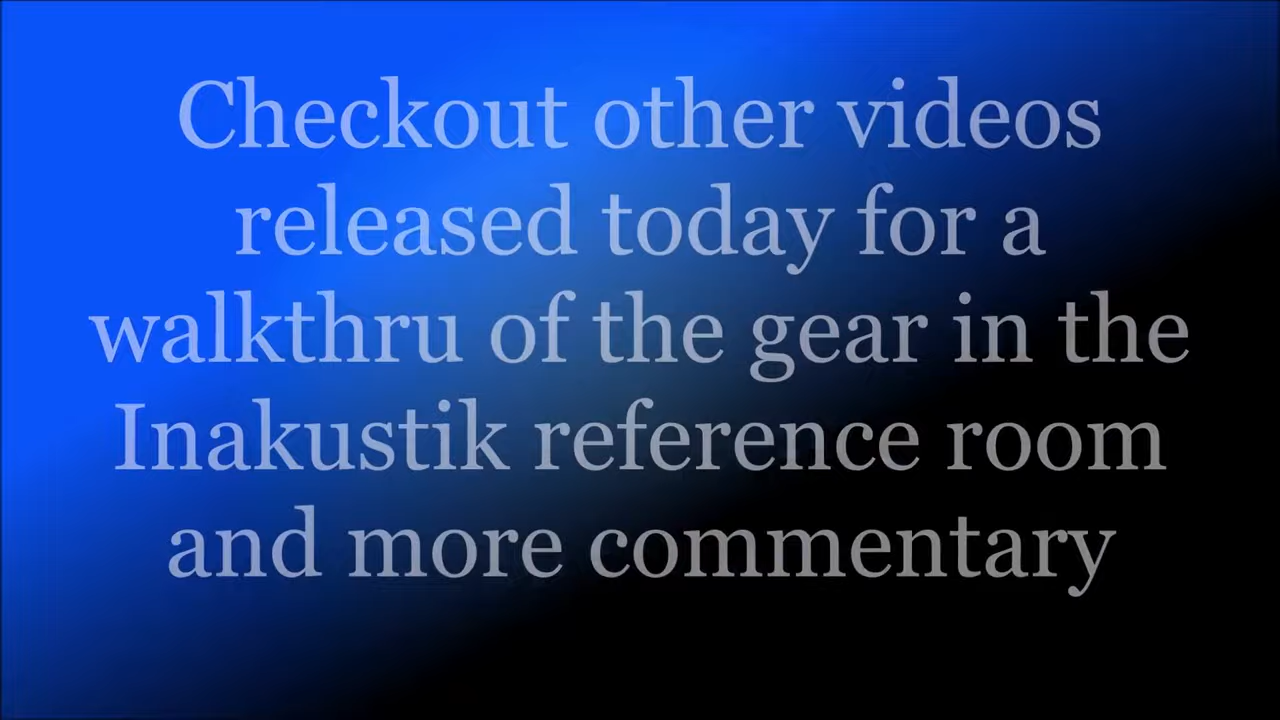 Checkout other videos
released today for a
walkthru of the gear in the
Inakustik reference room
and more commentary